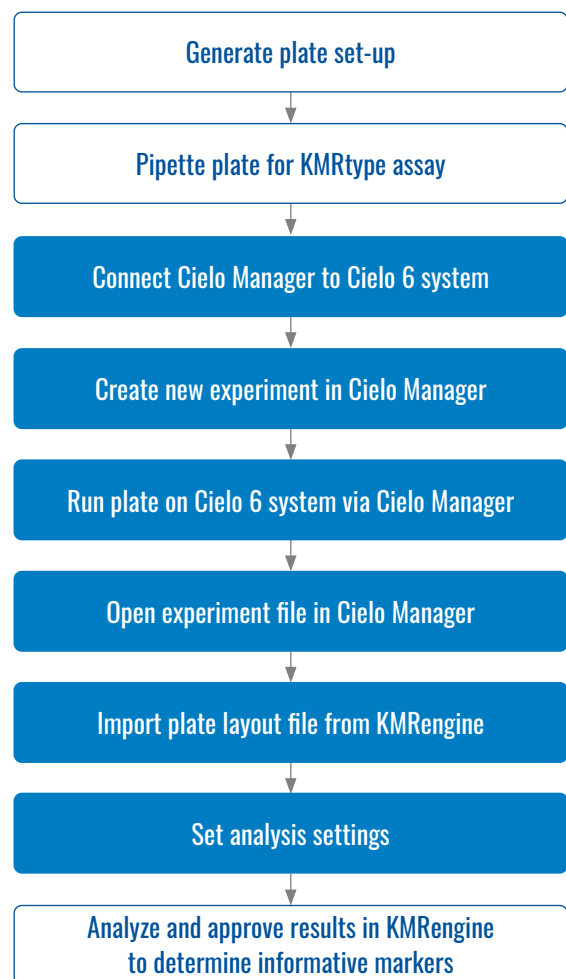 Generate plate set-up
Pipette plate for KMRtype assay
Connect Cielo Manager to Cielo 6 system
Create new experiment in Cielo Manager
Run plate on Cielo 6 system via Cielo Manager
Open experiment file in Cielo Manager
Import plate layout file from KMRengine
Set analysis settings
Analyze and approve results in KMRengine
to determine informative markers